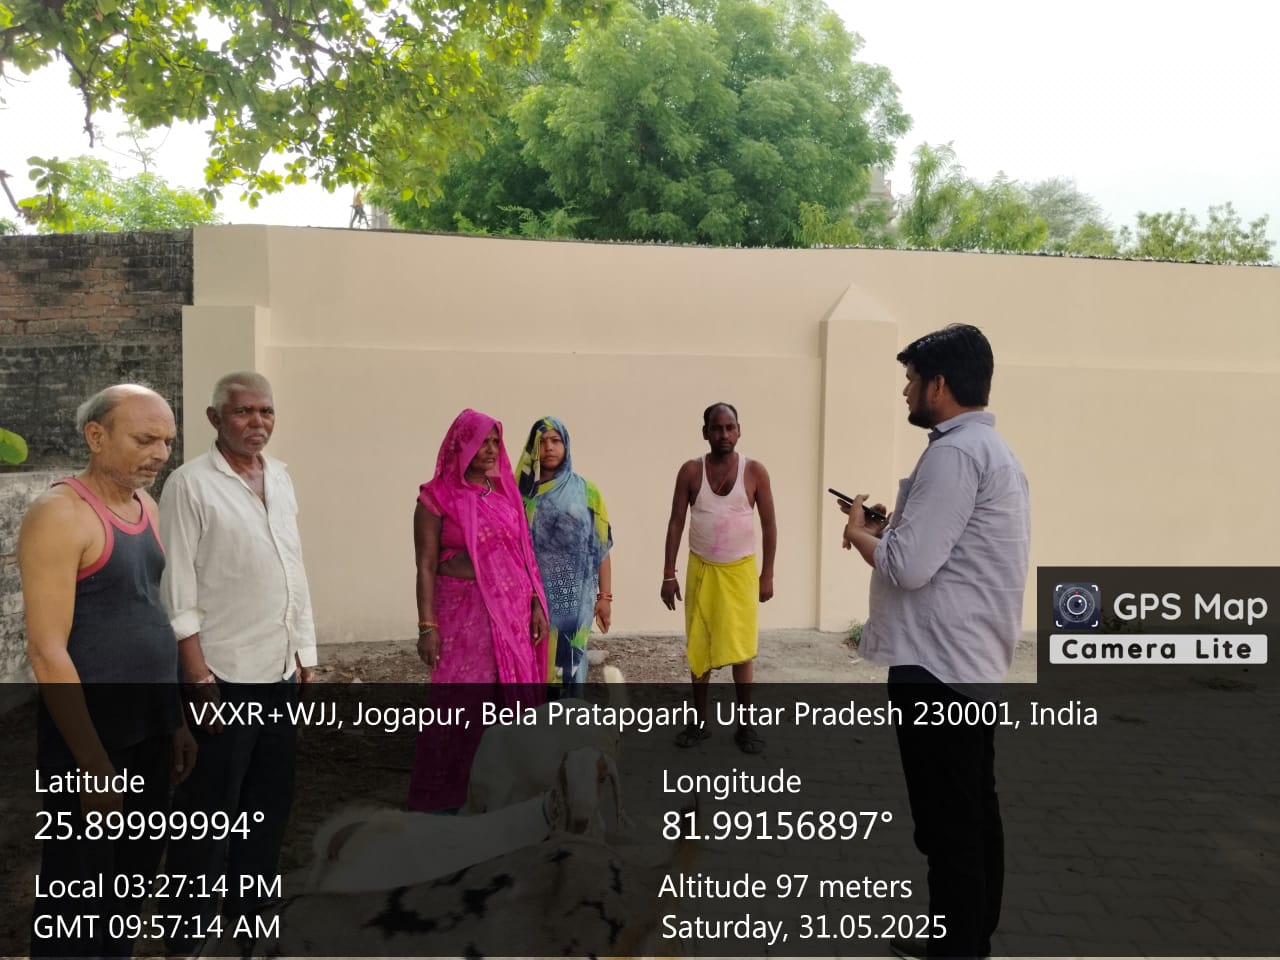 GPS Map
Camera Lite
VXXR+WJJ, Jogapur, Bela Pratapgarh, Uttar Pradesh 230001, India
Latitude
25.89999994°
Longitude
81.99156897°
Local 03:27:14 PM
GMT 09:57:14 AM
Altitude 97 meters
Saturday, 31.05.2025